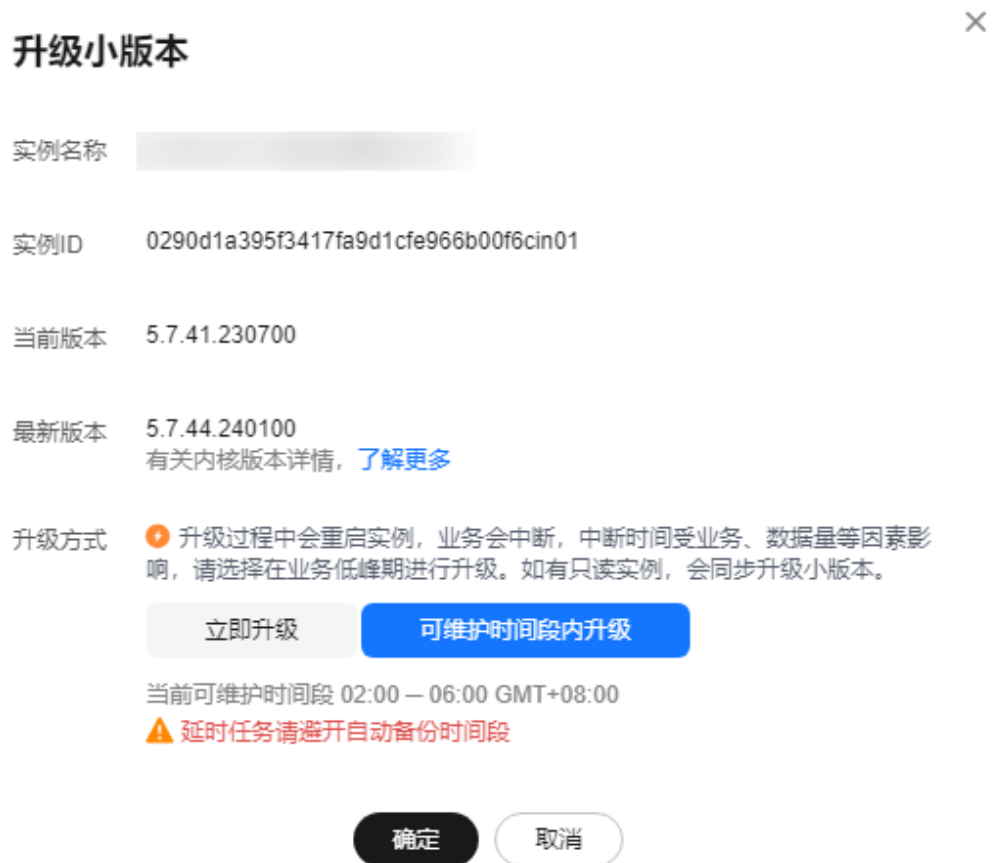 升级小版本
实例名称
实例ID 0290d1a395f3417fa9d1cfe966b00f6cin01
当前版本 5.7.41.230700
最新版本 5.7.44.240100
有关内核版本详情，了解更多
升级方式 升级过程中会重启实例，业务会中断，中断时间受业务、数据量等因素影
响，请选择在业务低峰期进行升级。如有只读实例，会同步升级小版本。
立即升级 可维护时间段内升级
当前可维护时间段 02:00 — 06:00 GMT+08:00
延时任务请避开自动备份时间段
确定 取消